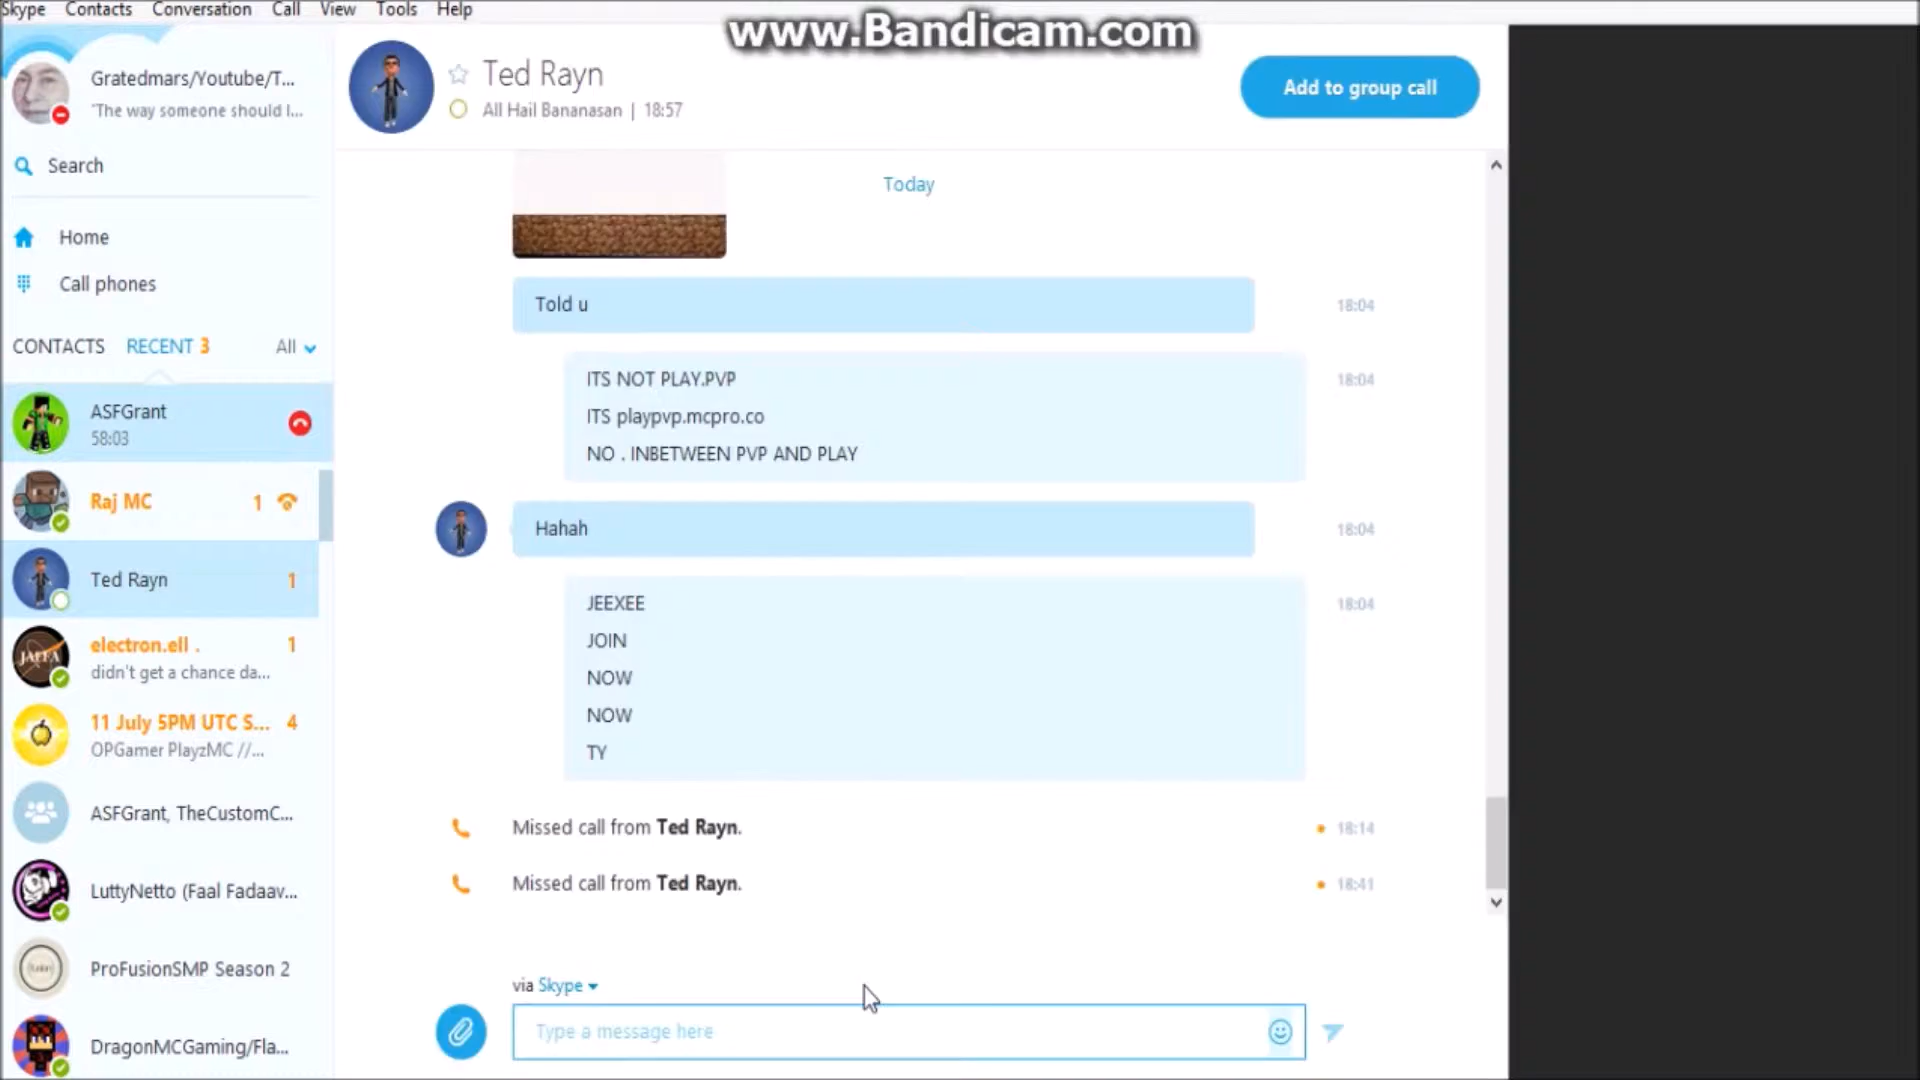 Skype Contacts Conversation Call View Tools Help
www.Bandicam.com
Gratedmars/Youtube/T...
'The way someone should l...
Search
Home
Call phones
CONTACTS RECENT 3 All
ASFGrant
58:03
Raj MC 1
Ted Rayn 1
electron.ell . 1
didn't get a chance da...
11 July 5PM UTC S... 4
OPGamer PlayzMC //...
ASFGrant, TheCustomC...
LuttyNetto (Faal Fadaav...
ProFusionSMP Season 2
DragonMCGaming/Fla...
Ted Rayn
All Hail Bananasan | 18:57
Add to group call
Today
Told u 18:04
ITS NOT PLAY.PVP 18:04
ITS playpvp.mcpro.co
NO . INBETWEEN PVP AND PLAY
Hahah 18:04
JEEXEE 18:04
JOIN
NOW
NOW
TY
Missed call from Ted Rayn. 18:14
Missed call from Ted Rayn. 18:41
via Skype
Type a message here